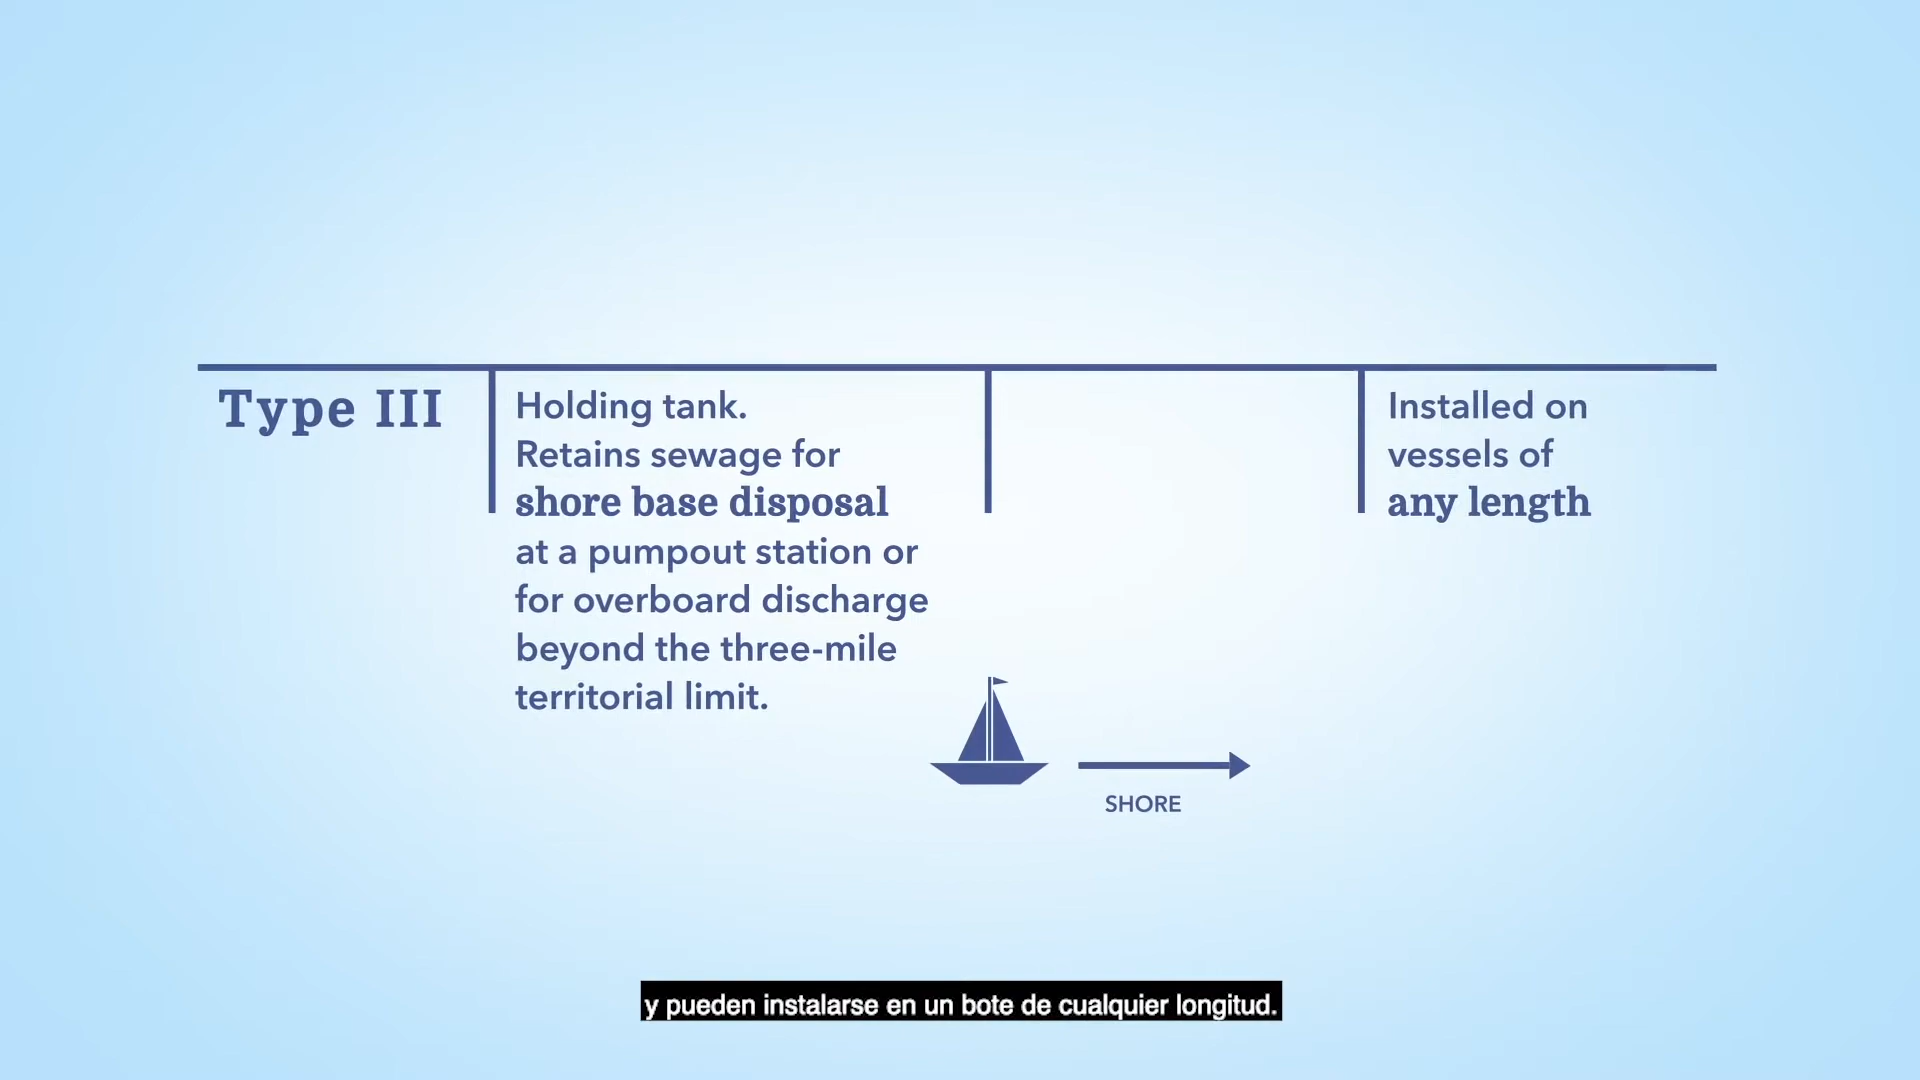 Type III
Holding tank.
Retains sewage for
shore base disposal
at a pumpout station or
for overboard discharge
beyond the three-mile
territorial limit.
Installed on
vessels of
any length
SHORE
y pueden instalarse en un bote de cualquier longitud.